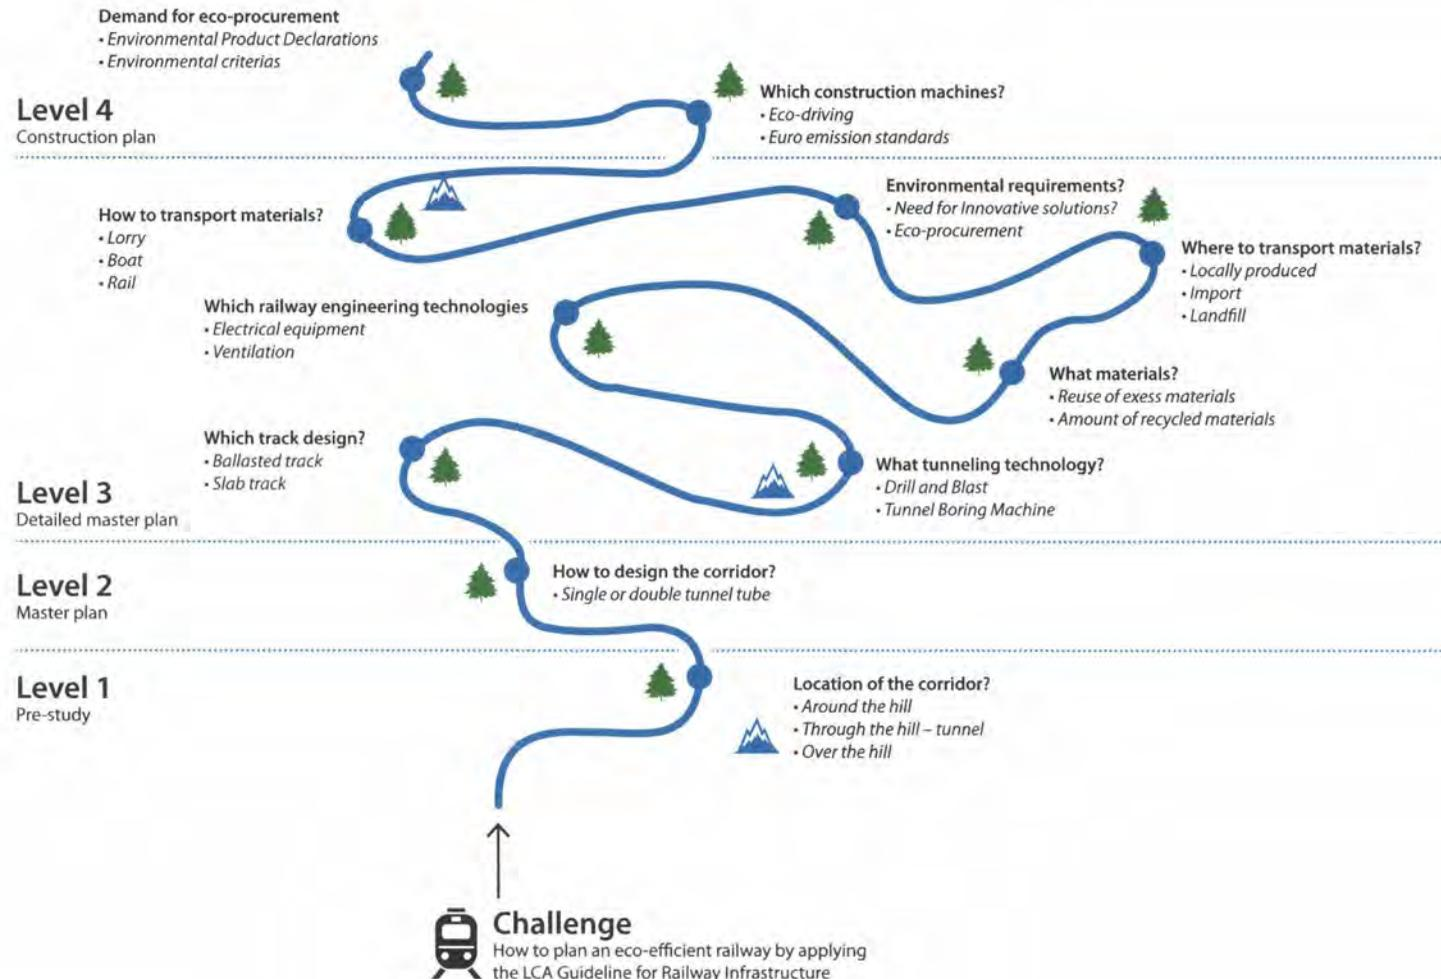 Demand for eco-procurement
• Environmental Product Declarations
• Environmental criterias
Level 4
Construction plan
Which construction machines?
• Eco-driving
• Euro emission standards
How to transport materials?
• Lorry
• Boat
• Rail
Environmental requirements?
• Need for Innovative solutions?
• Eco-procurement
Where to transport materials?
• Locally produced
• Import
• Landfill
Which railway engineering technologies
• Electrical equipment
• Ventilation
What materials?
• Reuse of exess materials
• Amount of recycled materials
Which track design?
• Ballasted track
• Slab track
What tunneling technology?
• Drill and Blast
• Tunnel Boring Machine
Level 3
Detailed master plan
Level 2
Master plan
How to design the corridor?
• Single or double tunnel tube
Level 1
Pre-study
Location of the corridor?
• Around the hill
• Through the hill – tunnel
• Over the hill
Challenge
How to plan an eco-efficient railway by applying
the LCA Guideline for Railway Infrastructure